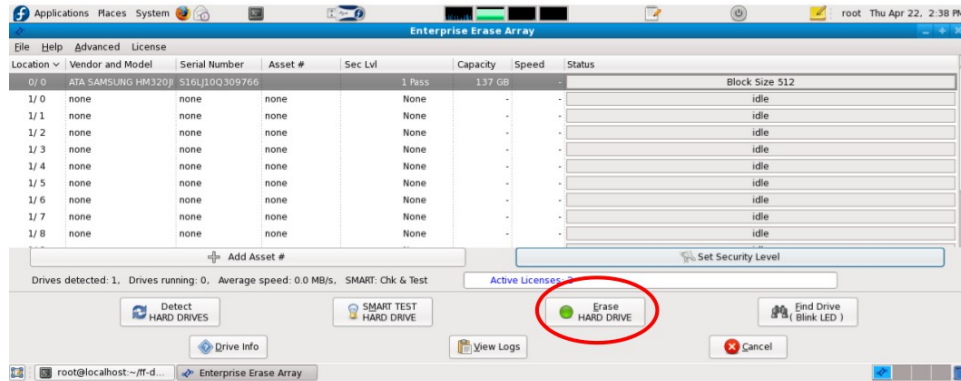 Applications Places System root Thu Apr 22, 2:38 PM
Enterprise Erase Array
File Help Advanced License
Location Vendor and Model Serial Number Asset # Sec Lvl Capacity Speed Status
0/ 0 ATA SAMSUNG HM320JI S16LJ10Q309766 1 Pass 137 GB - Block Size 512
1/ 0 none none none None - - idle
1/ 1 none none none None - - idle
1/ 2 none none none None - - idle
1/ 3 none none none None - - idle
1/ 4 none none none None - - idle
1/ 5 none none none None - - idle
1/ 6 none none none None - - idle
1/ 7 none none none None - - idle
1/ 8 none none none None - - idle
Add Asset # Set Security Level
Drives detected: 1, Drives running: 0, Average speed: 0.0 MB/s, SMART: Chk & Test Active Licenses:
Detect SMART TEST Erase Find Drive
HARD DRIVES HARD DRIVE HARD DRIVE ( Blink LED )
Drive Info View Logs Cancel
root@localhost:~/ff-d... Enterprise Erase Array